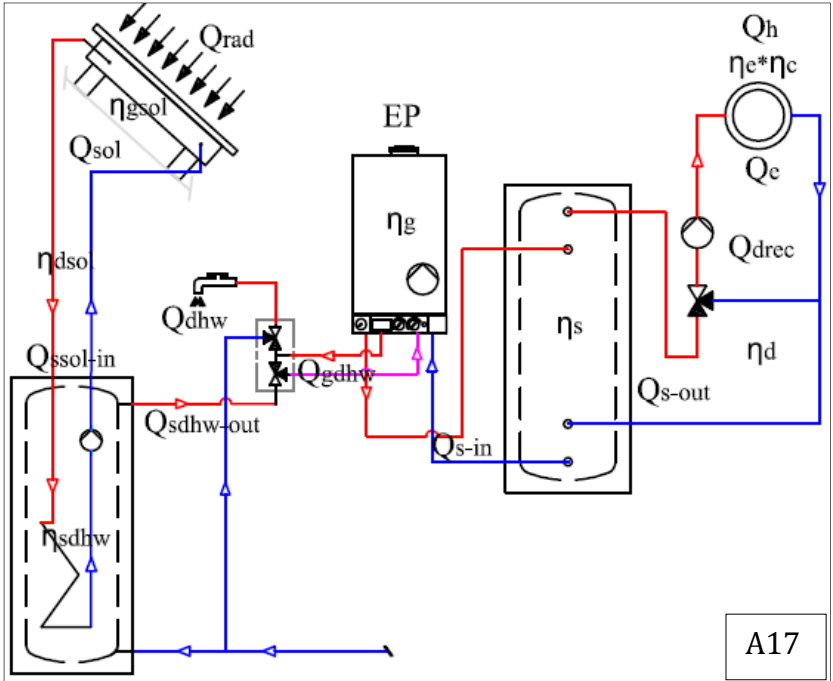 Qrad
Qh
ηe*ηc
ηgsol
EP
Qsol
Qe
ηg
ηdsol
Qdrec
Qdhw
ηs
ηd
Qssol-in
Qgdhw
Qs-out
Qsdhw-out
Qs-in
ηsdhw
A17